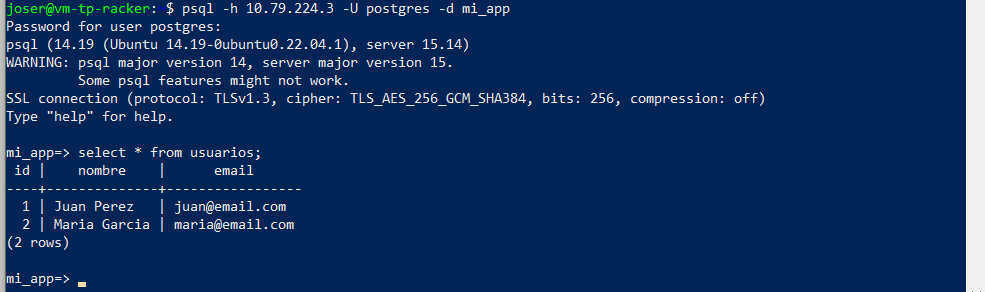 joser@vm-tp-racker: $ psql -h 10.79.224.3 -U postgres -d mi_app
Password for user postgres:
psql (14.19 (Ubuntu 14.19-0ubuntu0.22.04.1), server 15.14)
WARNING: psql major version 14, server major version 15.
         Some psql features might not work.
SSL connection (protocol: TLSv1.3, cipher: TLS_AES_256_GCM_SHA384, bits: 256, compression: off)
Type "help" for help.

mi_app=> select * from usuarios;
 id |    nombre    |      email
----+--------------+-----------------
  1 | Juan Perez   | juan@email.com
  2 | Maria Garcia | maria@email.com
(2 rows)

mi_app=>